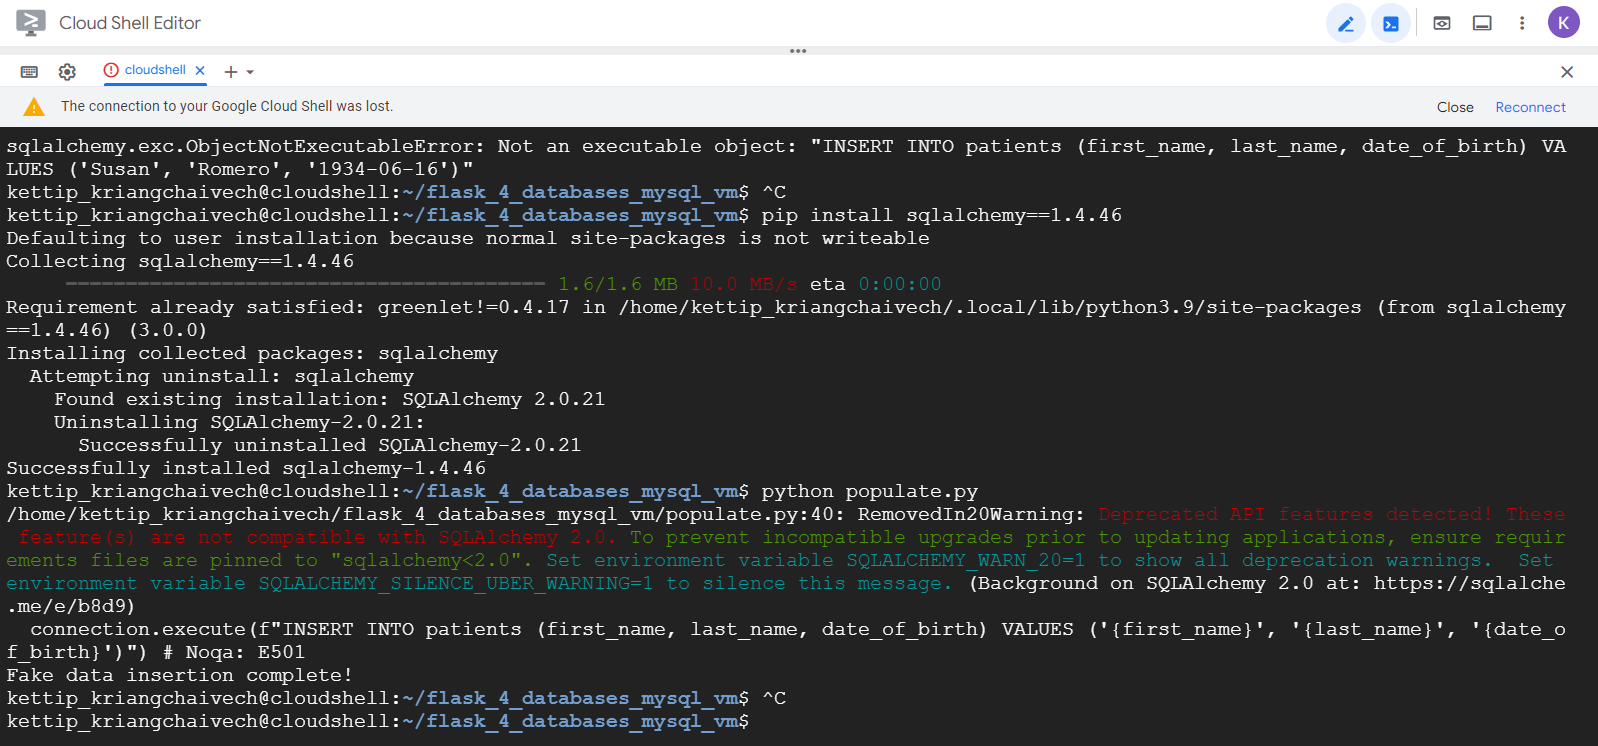 Cloud Shell Editor
K
cloudshell
The connection to your Google Cloud Shell was lost.
Close Reconnect
sqlalchemy.exc.ObjectNotExecutableError: Not an executable object: "INSERT INTO patients (first_name, last_name, date_of_birth) VA
LUES ('Susan', 'Romero', '1934-06-16')"
kettip_kriangchaivech@cloudshell:~/flask_4_databases_mysql_vm$ ^C
kettip_kriangchaivech@cloudshell:~/flask_4_databases_mysql_vm$ pip install sqlalchemy==1.4.46
Defaulting to user installation because normal site-packages is not writeable
Collecting sqlalchemy==1.4.46
━━━━━━━━━━━━━━━━━━━━━━━━━━━━━━━━━━━━━━━━ 1.6/1.6 MB 10.0 MB/s eta 0:00:00
Requirement already satisfied: greenlet!=0.4.17 in /home/kettip_kriangchaivech/.local/lib/python3.9/site-packages (from sqlalchemy
==1.4.46) (3.0.0)
Installing collected packages: sqlalchemy
Attempting uninstall: sqlalchemy
Found existing installation: SQLAlchemy 2.0.21
Uninstalling SQLAlchemy-2.0.21:
Successfully uninstalled SQLAlchemy-2.0.21
Successfully installed sqlalchemy-1.4.46
kettip_kriangchaivech@cloudshell:~/flask_4_databases_mysql_vm$ python populate.py
/home/kettip_kriangchaivech/flask_4_databases_mysql_vm/populate.py:40: RemovedIn20Warning: Deprecated API features detected! These
feature(s) are not compatible with SQLAlchemy 2.0. To prevent incompatible upgrades prior to updating applications, ensure requir
ements files are pinned to "sqlalchemy<2.0". Set environment variable SQLALCHEMY_WARN_20=1 to show all deprecation warnings.  Set
environment variable SQLALCHEMY_SILENCE_UBER_WARNING=1 to silence this message. (Background on SQLAlchemy 2.0 at: https://sqlalche
.me/e/b8d9)
connection.execute(f"INSERT INTO patients (first_name, last_name, date_of_birth) VALUES ('{first_name}', '{last_name}', '{date_o
f_birth}')") # Noqa: E501
Fake data insertion complete!
kettip_kriangchaivech@cloudshell:~/flask_4_databases_mysql_vm$ ^C
kettip_kriangchaivech@cloudshell:~/flask_4_databases_mysql_vm$